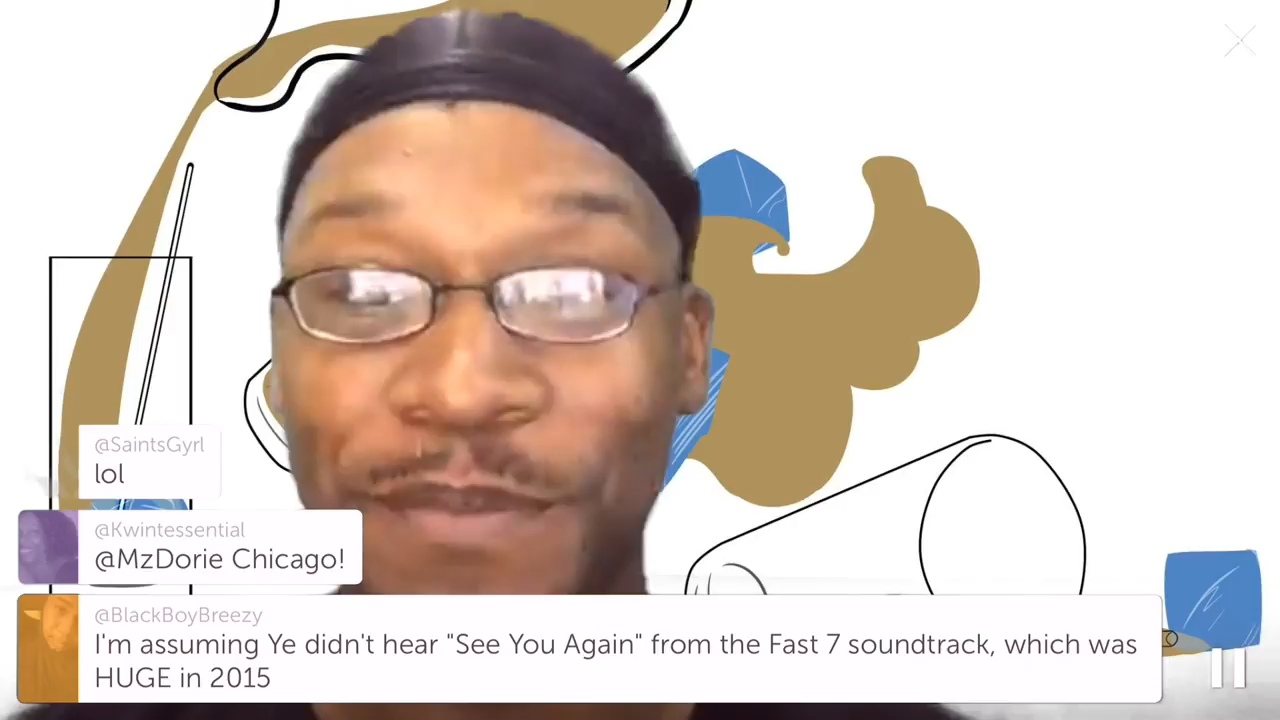 @SaintsGyrl
lol
@Kwintessential
@MzDorie Chicago!
@BlackBoyBreezy
I'm assuming Ye didn't hear "See You Again" from the Fast 7 soundtrack, which was
HUGE in 2015